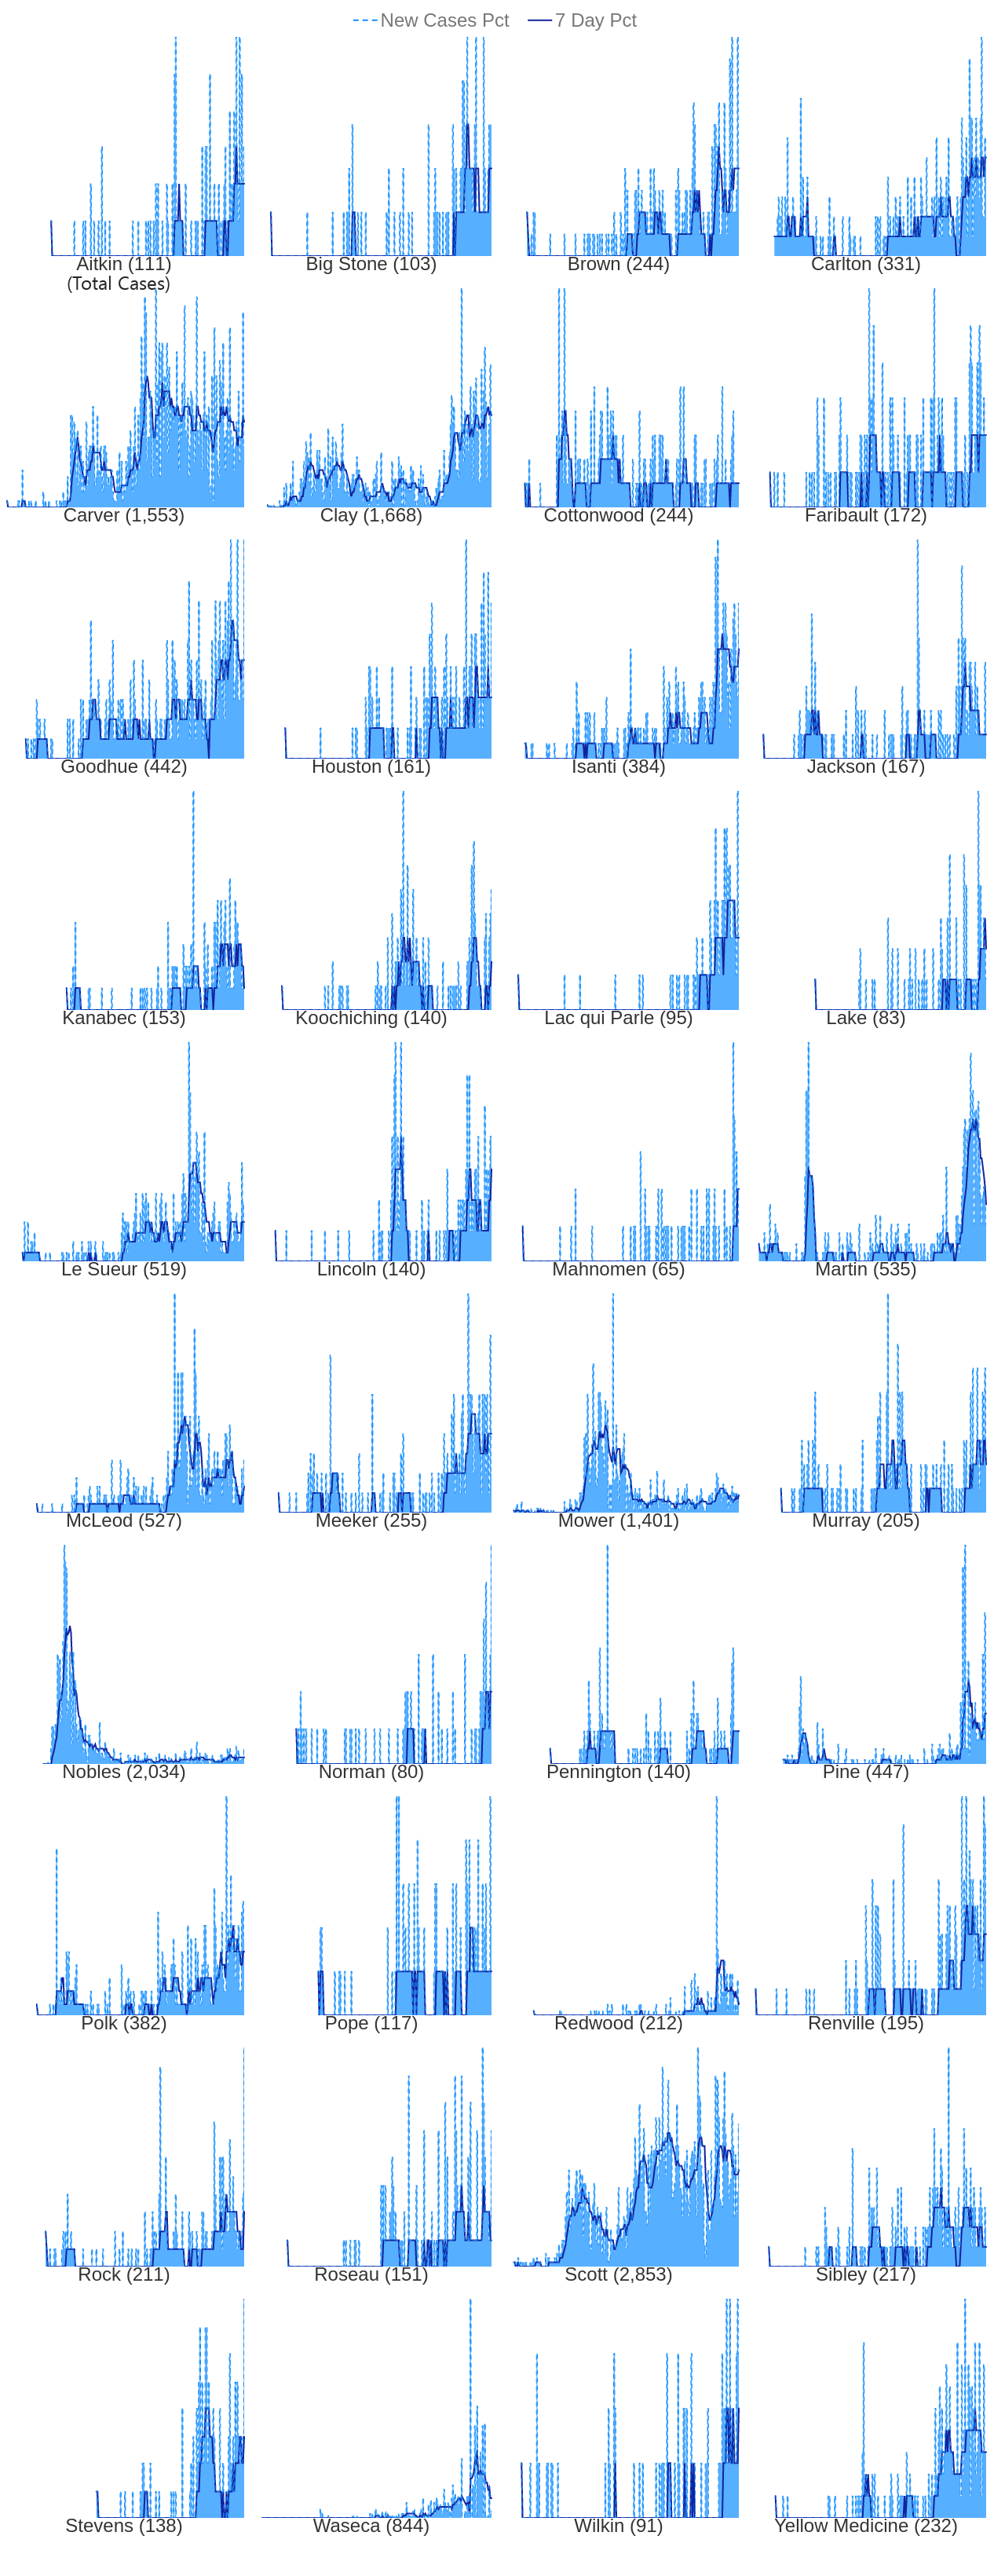 New Cases Pct 7 Day Pct
Aitkin (111) Big Stone (103) Brown (244) Carlton (331)
(Total Cases)
Carver (1,553) Clay (1,668) Cottonwood (244) Faribault (172)
Goodhue (442) Houston (161) Isanti (384) Jackson (167)
Kanabec (153) Koochiching (140) Lac qui Parle (95) Lake (83)
Le Sueur (519) Lincoln (140) Mahnomen (65) Martin (535)
McLeod (527) Meeker (255) Mower (1,401) Murray (205)
Nobles (2,034) Norman (80) Pennington (140) Pine (447)
Polk (382) Pope (117) Redwood (212) Renville (195)
Rock (211) Roseau (151) Scott (2,853) Sibley (217)
Stevens (138) Waseca (844) Wilkin (91) Yellow Medicine (232)